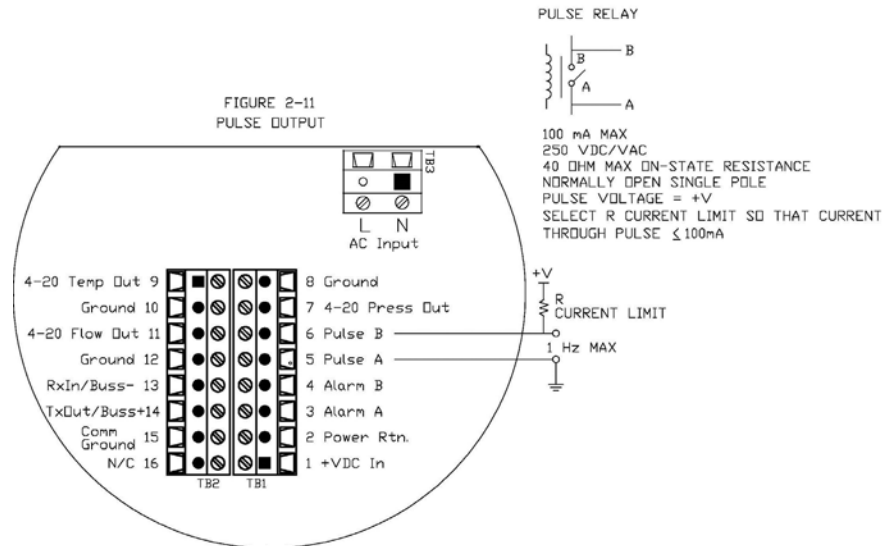 PULSE RELAY
B
B
A
A
100 mA MAX
250 VDC/VAC
40 OHM MAX ON-STATE RESISTANCE
NORMALLY OPEN SINGLE POLE
PULSE VOLTAGE = +V
SELECT R CURRENT LIMIT SO THAT CURRENT
THROUGH PULSE ≤100mA
FIGURE 2-11
PULSE OUTPUT
TB3
L N
AC Input
4-20 Temp Out 9
Ground 10
4-20 Flow Out 11
Ground 12
RxIn/Buss- 13
TxOut/Buss+14
Comm
Ground 15
N/C 16
TB2
TB1
8 Ground
7 4-20 Press Out
6 Pulse B
5 Pulse A
4 Alarm B
3 Alarm A
2 Power Rtn.
1 +VDC In
+V
R
CURRENT LIMIT
1 Hz MAX